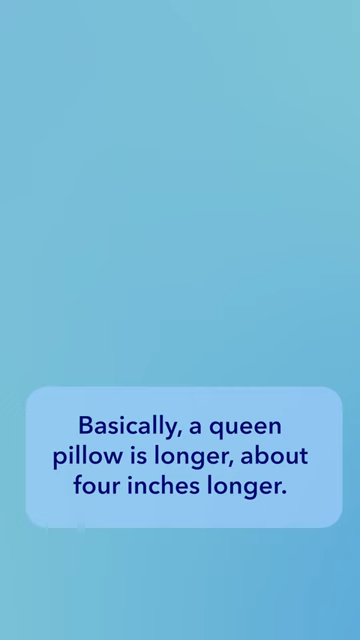 Basically, a queen
pillow is longer, about
four inches longer.